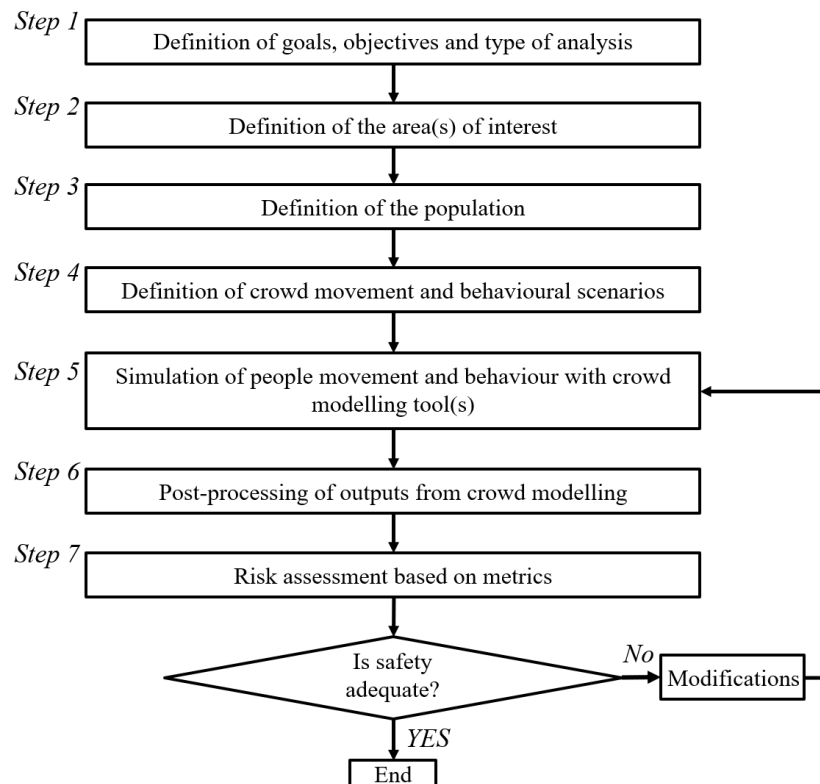 Step 1
Definition of goals, objectives and type of analysis
Step 2
Definition of the area(s) of interest
Step 3
Definition of the population
Step 4
Definition of crowd movement and behavioural scenarios
Step 5
Simulation of people movement and behaviour with crowd
modelling tool(s)
Step 6
Post-processing of outputs from crowd modelling
Step 7
Risk assessment based on metrics
Is safety
adequate?
No
Modifications
YES
End